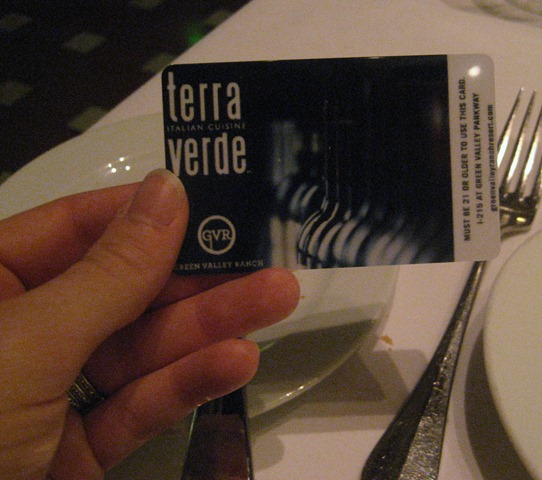 terra
ITALIAN CUISINE
verde
GVR
GREEN VALLEY RANCH
MUST BE 21 OR OLDER TO USE THIS CARD.
I-215 AT GREEN VALLEY PARKWAY
greenvalleyranchresort.com